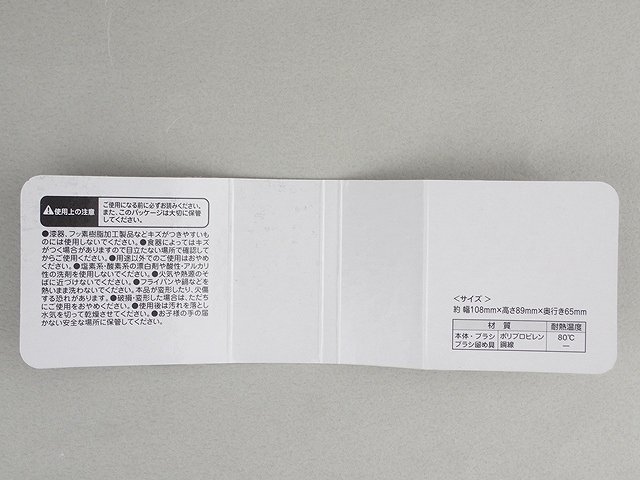 ⚠使用上の注意
ご使用になる前に必ずお読みください。
また、このパッケージは大切に保管
してください。
●漆器、フッ素樹脂加工製品などキズがつきやすいも
のには使用しないでください。●食器によってはキズ
がつく場合がありますので目立たない場所で確認して
からご使用ください。●用途以外でのご使用はおやめ
ください。●塩素系・酸素系の漂白剤や酸性・アルカリ
性の洗剤を使用しないでください。●火気や熱源のそ
ばに近づけないでください。●フライパンや鍋などを
熱いまま洗わないでください。本品が変形したり、火傷
する恐れがあります。●破損・変形した場合は、ただち
にご使用をおやめください。●使用後は汚れを落とし
水気を切って乾燥させてください。●お子様の手の届
かない安全な場所に保管してください。
<サイズ>
約 幅108mm×高さ89mm×奥行き65mm
材 質 耐熱温度
本体・ブラシ ポリプロピレン 80℃
ブラシ留め具 鋼線 ―